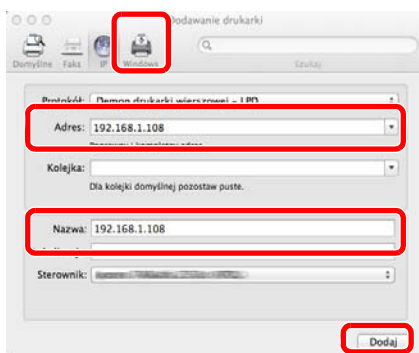 Dodawanie drukarki
Domyślne Faks IP Windows Szukaj
Protokół: Demon drukarki wierszowej – LPD
Adres: 192.168.1.108
Kolejka:
Dla kolejki domyślnej pozostaw puste.
Nazwa: 192.168.1.108
Sterownik:
Dodaj